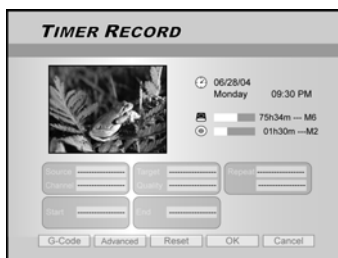 TIMER RECORD
06/28/04
Monday 09:30 PM
75h34m --- M6
01h30m ---M2
Source ---------------- Target ---------------- Repeat ----------------
Channel ---------------- Quality ---------------- ----------------
Start ---------------- End ----------------
G-Code Advanced Reset OK Cancel